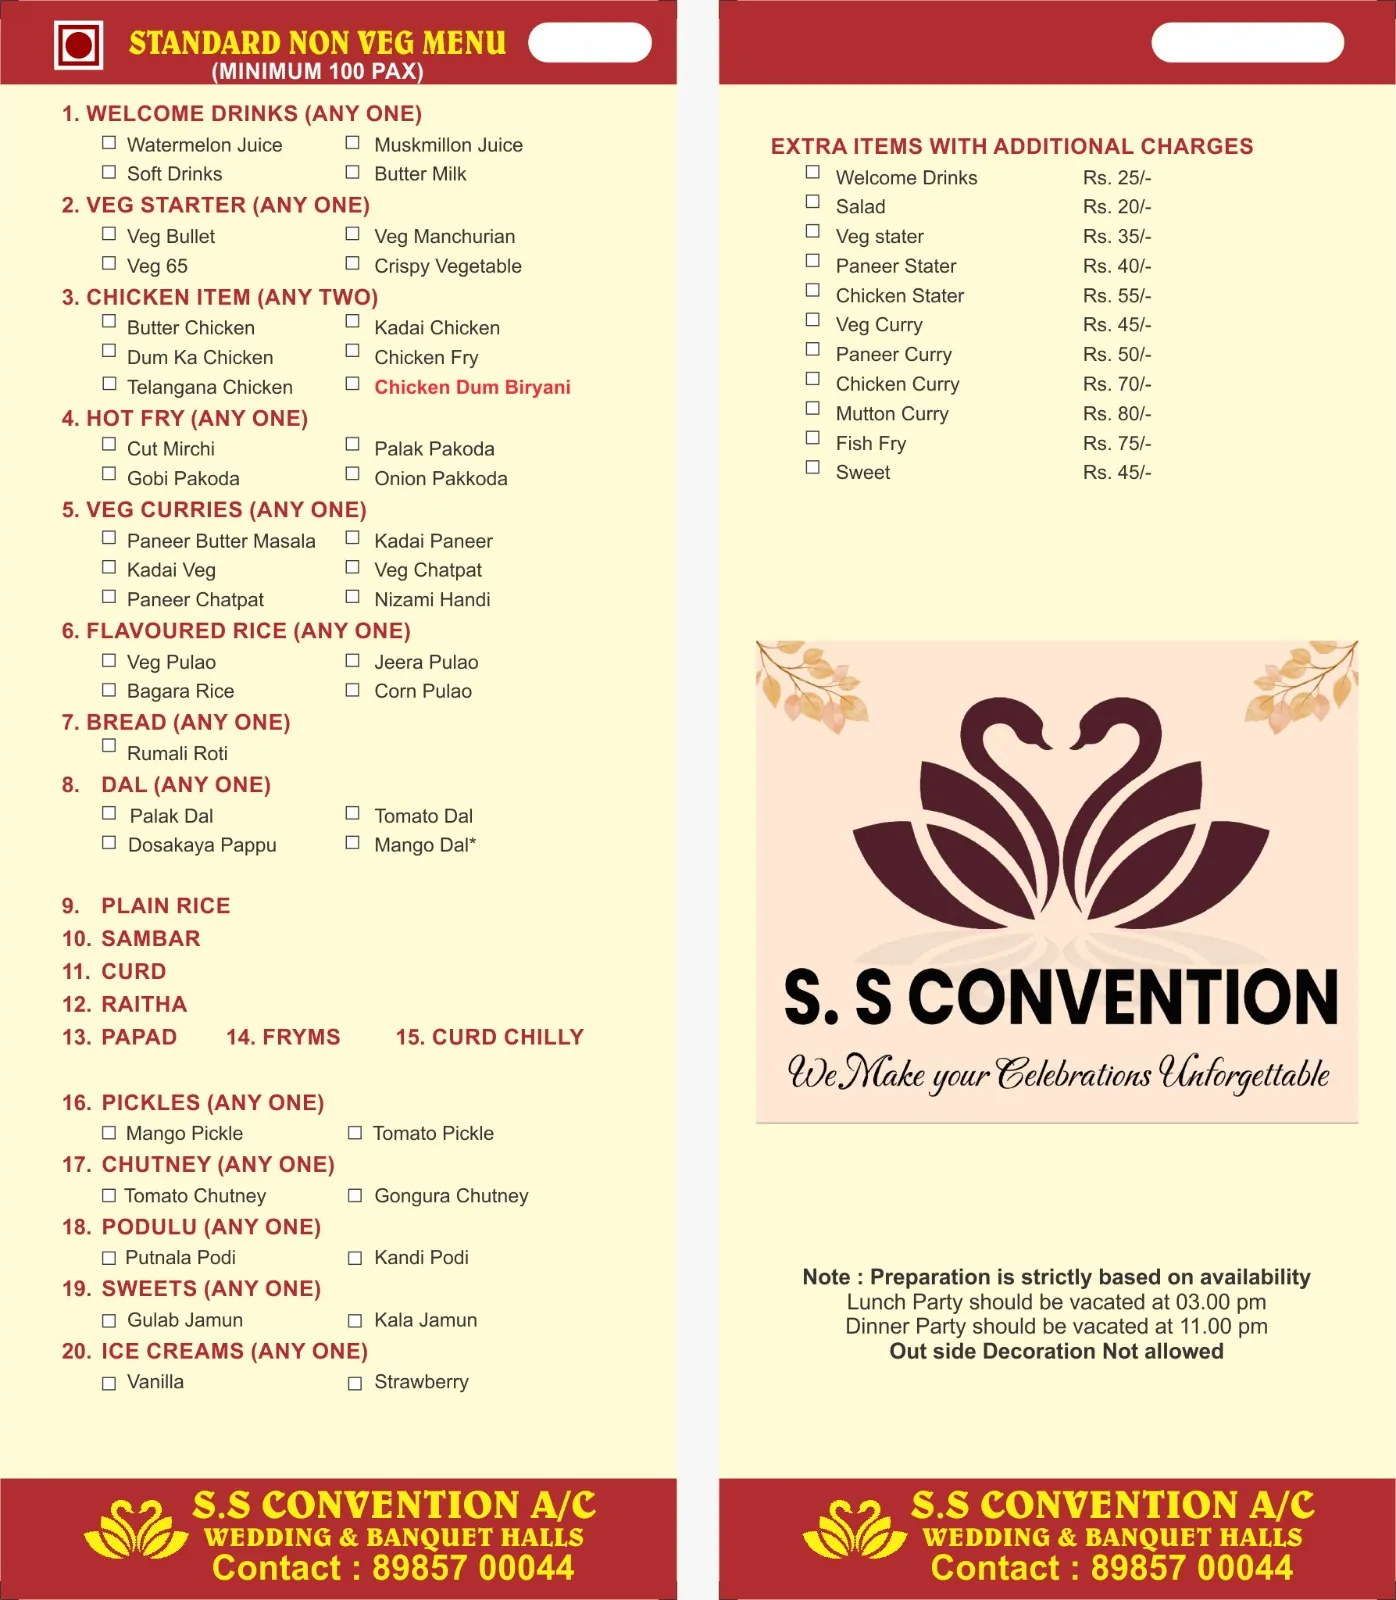 STANDARD NON VEG MENU
(MINIMUM 100 PAX)
1. WELCOME DRINKS (ANY ONE)
Watermelon Juice Muskmillon Juice
Soft Drinks Butter Milk
2. VEG STARTER (ANY ONE)
Veg Bullet Veg Manchurian
Veg 65 Crispy Vegetable
3. CHICKEN ITEM (ANY TWO)
Butter Chicken Kadai Chicken
Dum Ka Chicken Chicken Fry
Telangana Chicken Chicken Dum Biryani
4. HOT FRY (ANY ONE)
Cut Mirchi Palak Pakoda
Gobi Pakoda Onion Pakkoda
5. VEG CURRIES (ANY ONE)
Paneer Butter Masala Kadai Paneer
Kadai Veg Veg Chatpat
Paneer Chatpat Nizami Handi
6. FLAVOURED RICE (ANY ONE)
Veg Pulao Jeera Pulao
Bagara Rice Corn Pulao
7. BREAD (ANY ONE)
Rumali Roti
8. DAL (ANY ONE)
Palak Dal Tomato Dal
Dosakaya Pappu Mango Dal*
9. PLAIN RICE
10. SAMBAR
11. CURD
12. RAITHA
13. PAPAD 14. FRYMS 15. CURD CHILLY
16. PICKLES (ANY ONE)
Mango Pickle Tomato Pickle
17. CHUTNEY (ANY ONE)
Tomato Chutney Gongura Chutney
18. PODULU (ANY ONE)
Putnala Podi Kandi Podi
19. SWEETS (ANY ONE)
Gulab Jamun Kala Jamun
20. ICE CREAMS (ANY ONE)
Vanilla Strawberry
S.S CONVENTION A/C
WEDDING & BANQUET HALLS
Contact : 89857 00044
EXTRA ITEMS WITH ADDITIONAL CHARGES
Welcome Drinks Rs. 25/-
Salad Rs. 20/-
Veg stater Rs. 35/-
Paneer Stater Rs. 40/-
Chicken Stater Rs. 55/-
Veg Curry Rs. 45/-
Paneer Curry Rs. 50/-
Chicken Curry Rs. 70/-
Mutton Curry Rs. 80/-
Fish Fry Rs. 75/-
Sweet Rs. 45/-
S. S CONVENTION
We Make your Celebrations Unforgettable
Note : Preparation is strictly based on availability
Lunch Party should be vacated at 03.00 pm
Dinner Party should be vacated at 11.00 pm
Out side Decoration Not allowed
S.S CONVENTION A/C
WEDDING & BANQUET HALLS
Contact : 89857 00044